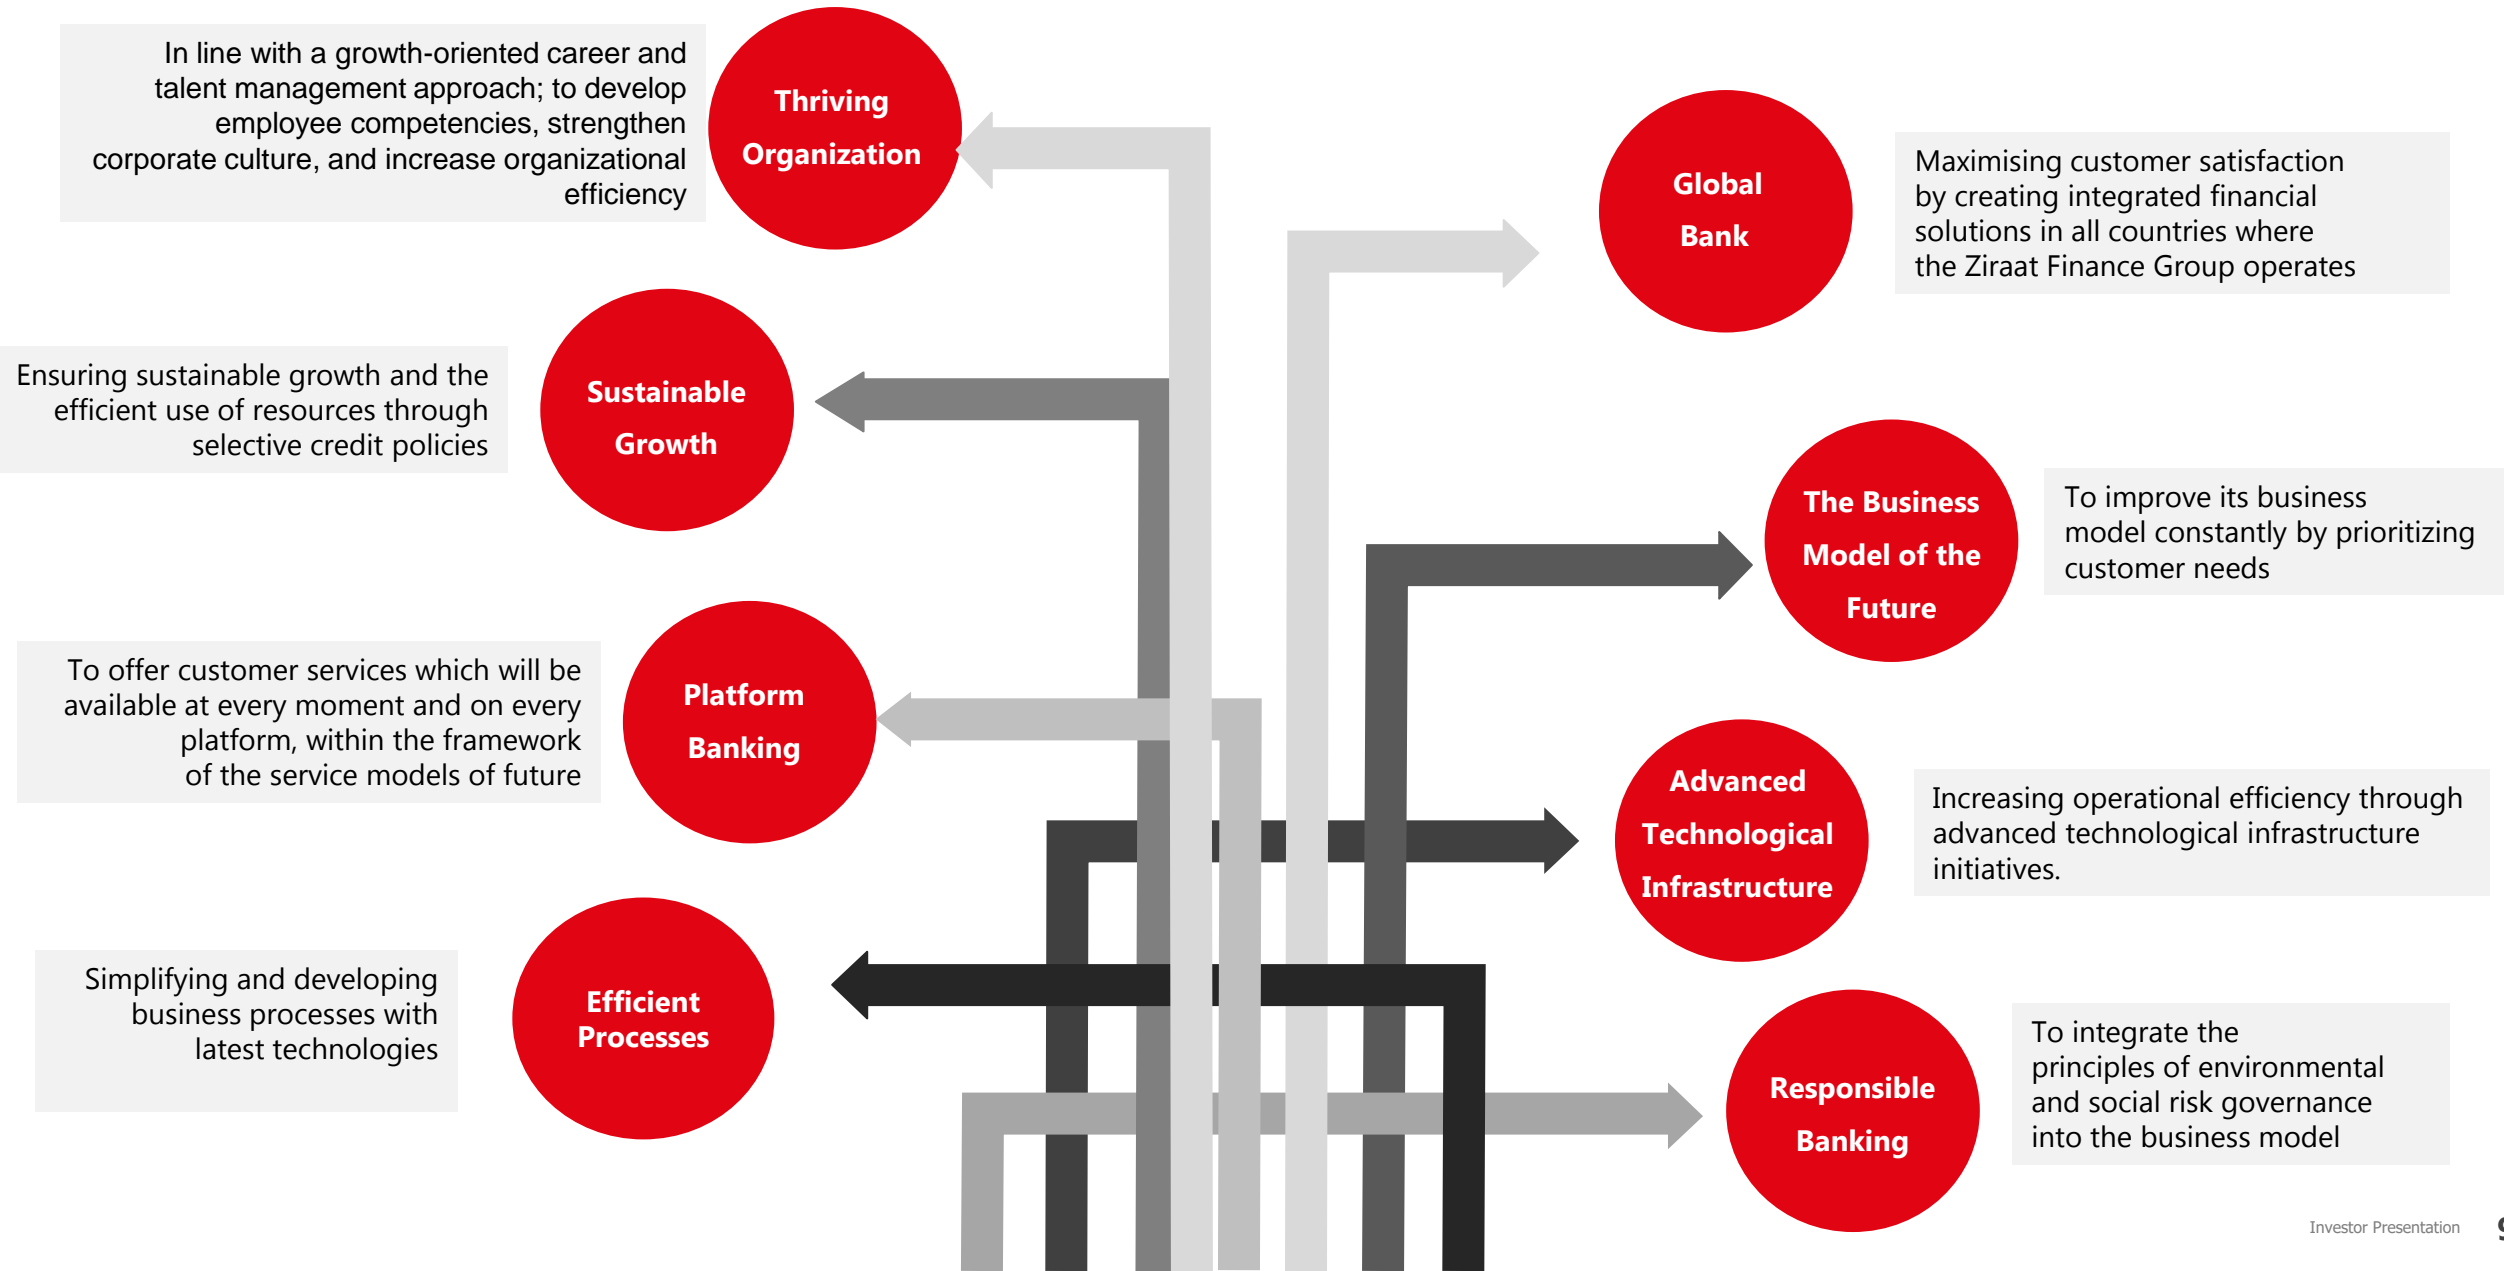 In line with a growth-oriented career and
talent management approach; to develop
employee competencies, strengthen
corporate culture, and increase organizational
efficiency
Thriving
Organization
Global
Bank
Maximising customer satisfaction
by creating integrated financial
solutions in all countries where
the Ziraat Finance Group operates
Ensuring sustainable growth and the
efficient use of resources through
selective credit policies
Sustainable
Growth
The Business
Model of the
Future
To improve its business
model constantly by prioritizing
customer needs
To offer customer services which will be
available at every moment and on every
platform, within the framework
of the service models of future
Platform
Banking
Advanced
Technological
Infrastructure
Increasing operational efficiency through
advanced technological infrastructure
initiatives.
Simplifying and developing
business processes with
latest technologies
Efficient
Processes
Responsible
Banking
To integrate the
principles of environmental
and social risk governance
into the business model
Investor Presentation